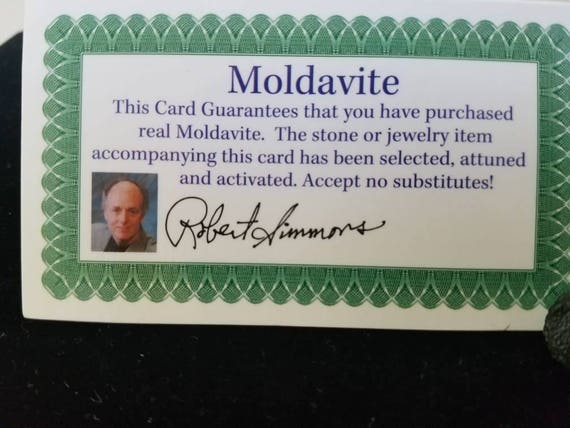 Moldavite
This Card Guarantees that you have purchased
real Moldavite. The stone or jewelry item
accompanying this card has been selected, attuned
and activated. Accept no substitutes!
Robert Simmons